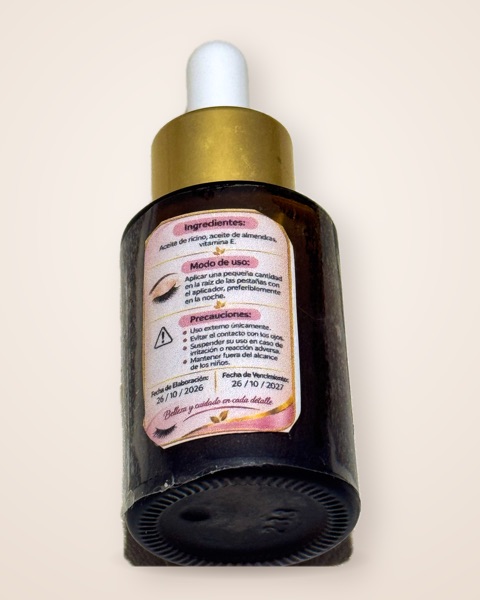 Ingredientes:
Aceite de ricino, aceite de almendras,
vitamina E.
Modo de uso:
Aplicar una pequeña cantidad
en la raíz de las pestañas con
el aplicador, preferiblemente
en la noche.
Precauciones:
Uso externo únicamente.
Evitar el contacto con los ojos.
Suspender su uso en caso de
irritación o reacción adversa.
Mantener fuera del alcance
de los niños.
Fecha de Elaboración:
26 / 10 / 2026
Fecha de Vencimiento:
26 / 10 / 2027
Belleza y cuidado en cada detalle.